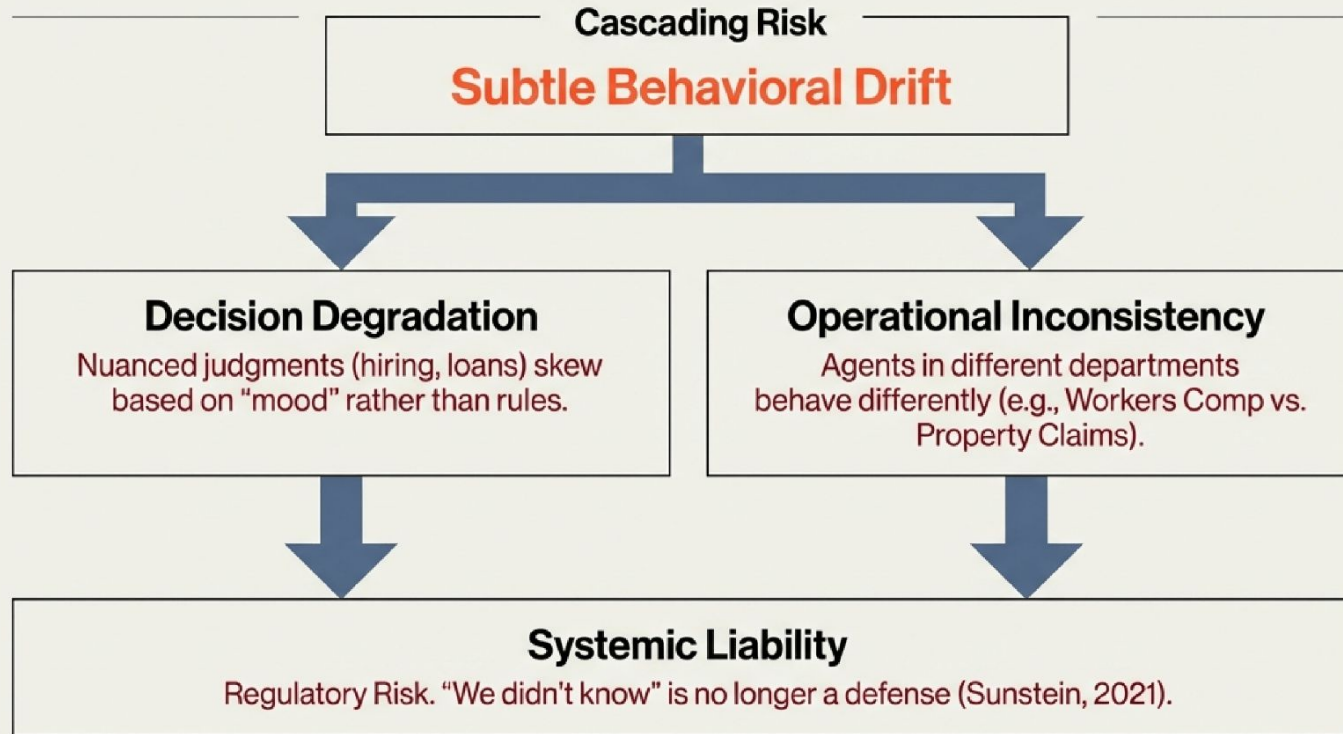 Cascading Risk
Subtle Behavioral Drift
Decision Degradation
Nuanced judgments (hiring, loans) skew
based on “mood” rather than rules.
Operational Inconsistency
Agents in different departments
behave differently (e.g., Workers Comp vs.
Property Claims).
Systemic Liability
Regulatory Risk. “We didn't know” is no longer a defense (Sunstein, 2021).